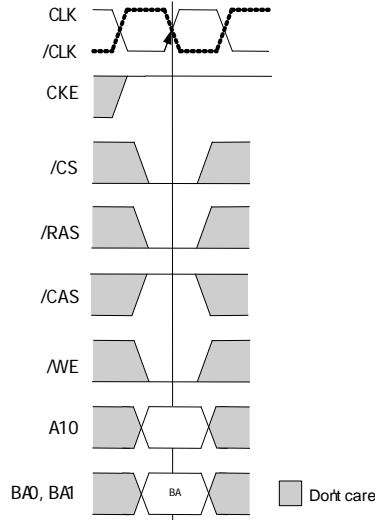 CLK
/CLK
CKE
/CS
/RAS
/CAS
/WE
A10
BA0, BA1
BA
Don't care